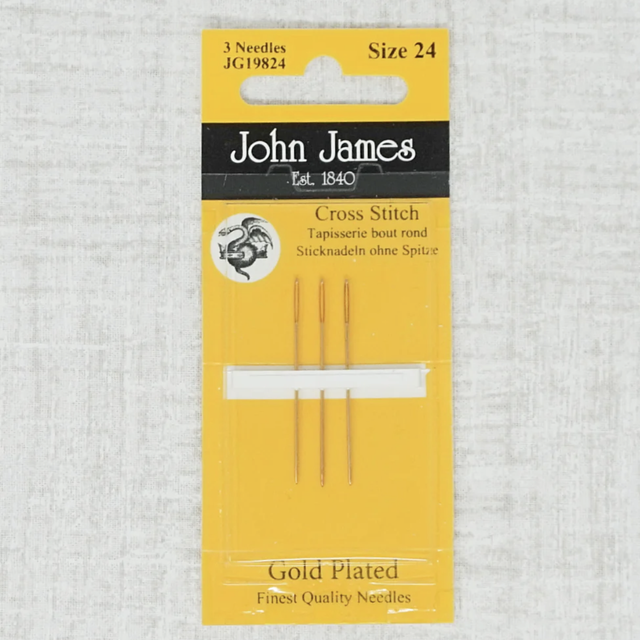 3 Needles
JG19824
Size 24
John James
Est. 1840
Cross Stitch
Tapisserie bout rond
Sticknadeln ohne Spitze
Gold Plated
Finest Quality Needles